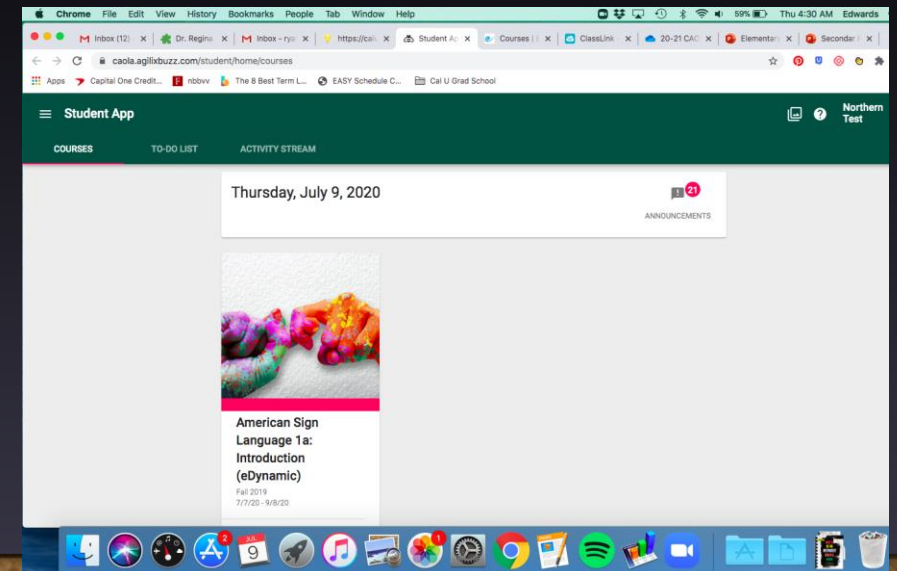 Chrome File Edit View History Bookmarks People Tab Window Help 59% Thu 4:30 AM Edwards
Inbox (12) Dr. Regina Inbox - rya https://calu Student Ap Courses | ClassLink 20-21 CAC Elementar Secondar
caola.agilixbuzz.com/student/home/courses
Apps Capital One Credit... nbbvv The 8 Best Term L... EASY Schedule C... Cal U Grad School
Student App
Northern
Test
COURSES TO-DO LIST ACTIVITY STREAM
Thursday, July 9, 2020
21
ANNOUNCEMENTS
American Sign
Language 1a:
Introduction
(eDynamic)
Fall 2019
7/7/20 - 9/8/20
2
JUL
9
1